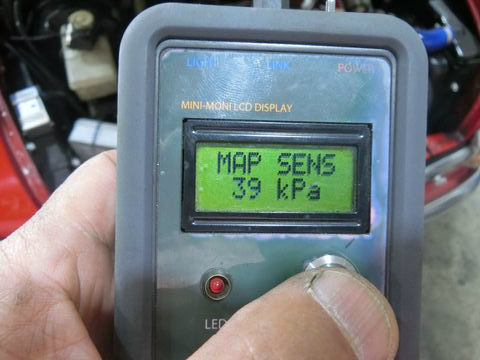 LIGHT LINK POWER
MINI-MONI LCD DISPLAY
MAP SENS
39 kPa
LED